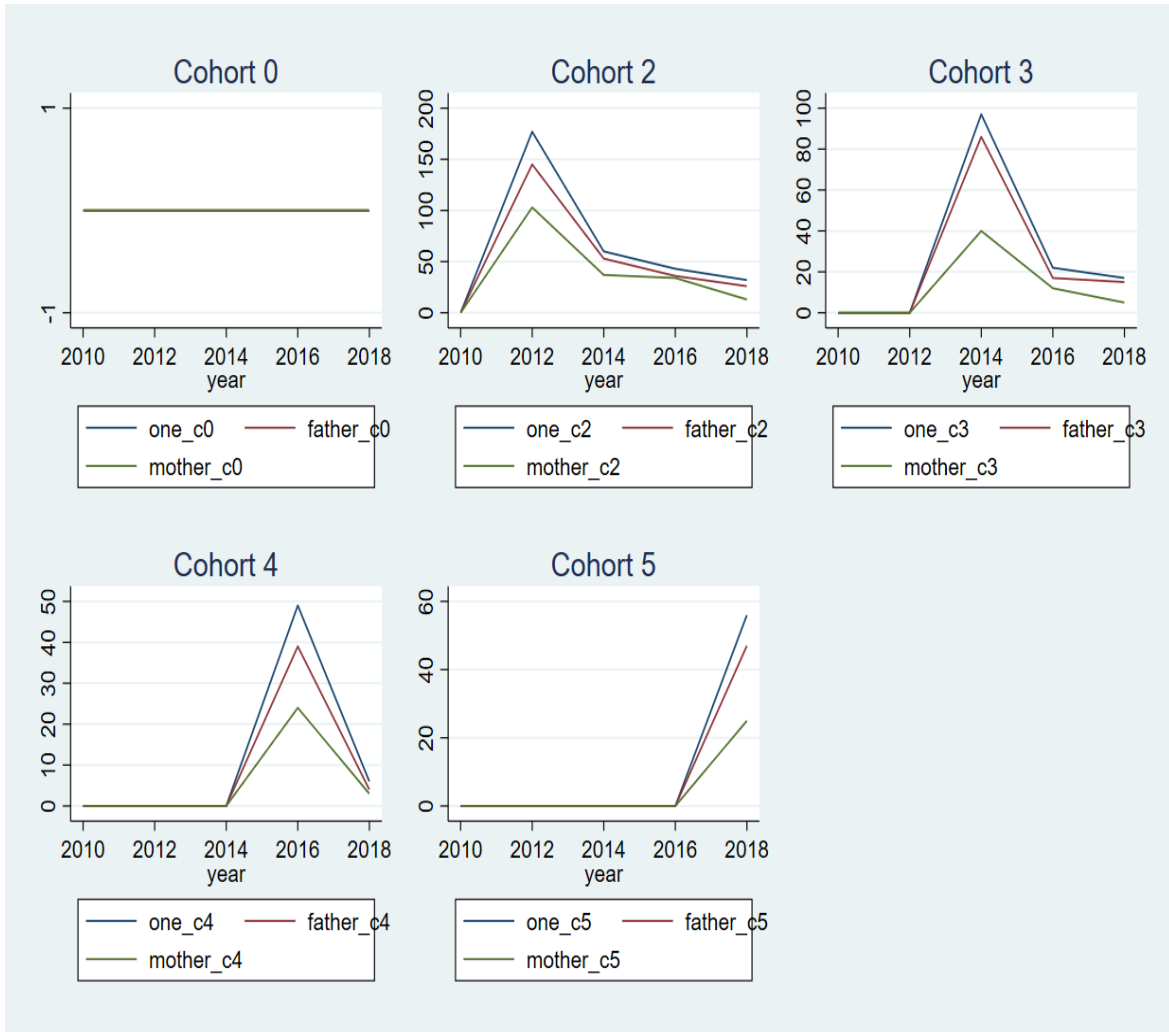 Cohort 0
1
-1
2010 2012 2014 2016 2018
year
one_c0 father_c0
mother_c0
Cohort 2
200
150
100
50
0
2010 2012 2014 2016 2018
year
one_c2 father_c2
mother_c2
Cohort 3
100
80
60
40
20
0
2010 2012 2014 2016 2018
year
one_c3 father_c3
mother_c3
Cohort 4
50
40
30
20
10
0
2010 2012 2014 2016 2018
year
one_c4 father_c4
mother_c4
Cohort 5
60
40
20
0
2010 2012 2014 2016 2018
year
one_c5 father_c5
mother_c5